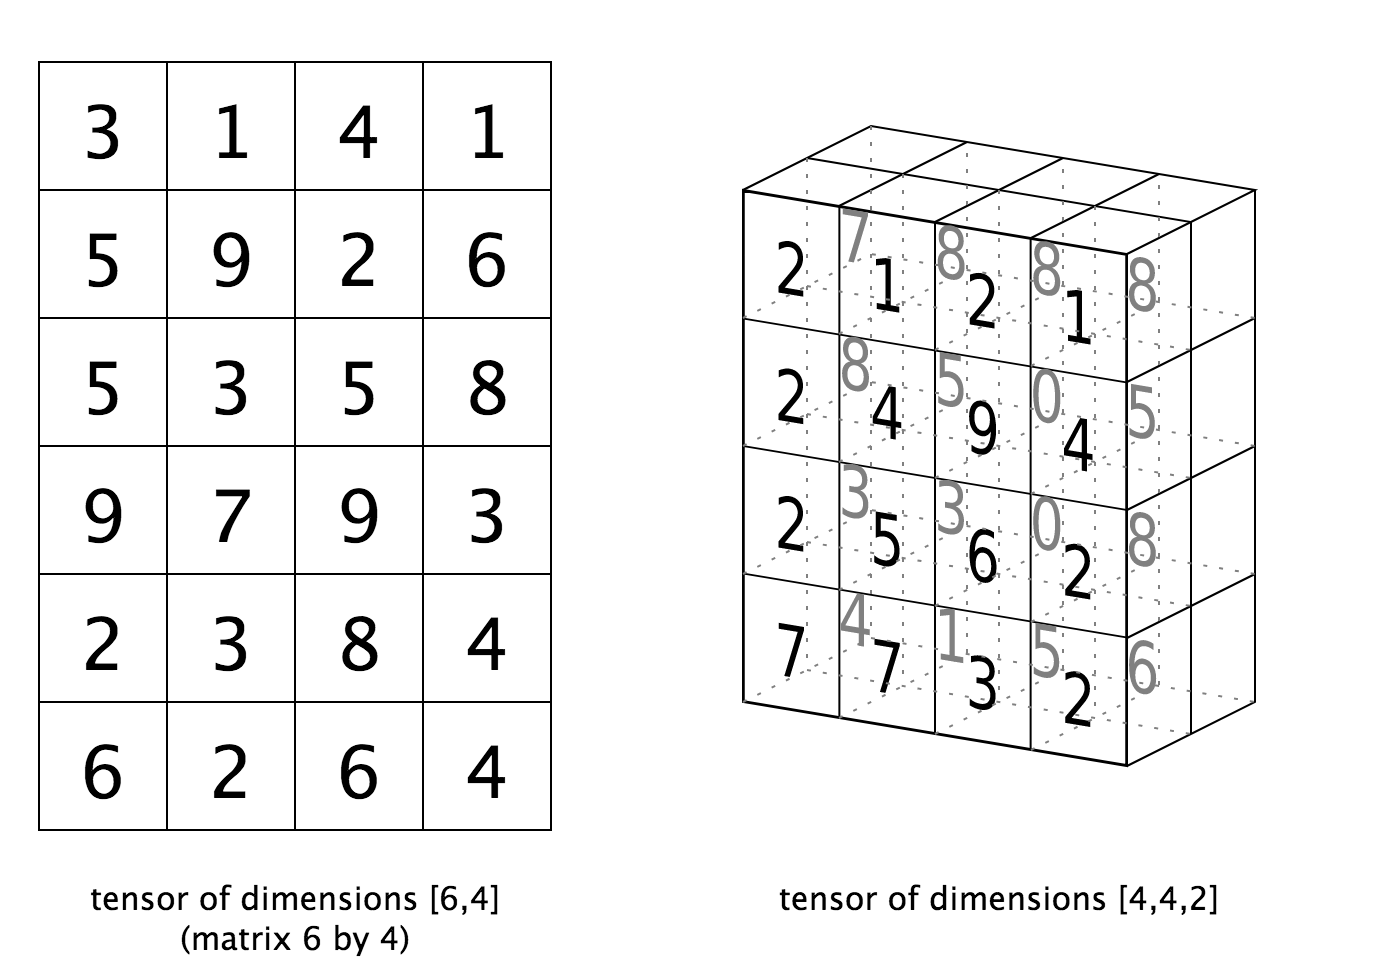 3 1 4 1
5 9 2 6
5 3 5 8
9 7 9 3
2 3 8 4
6 2 6 4
tensor of dimensions [6,4]
(matrix 6 by 4)
2 7 1 8 2 8 1 8
2 8 4 5 9 0 4 5
2 3 5 3 6 0 2 8
7 4 7 1 3 5 2 6
tensor of dimensions [4,4,2]